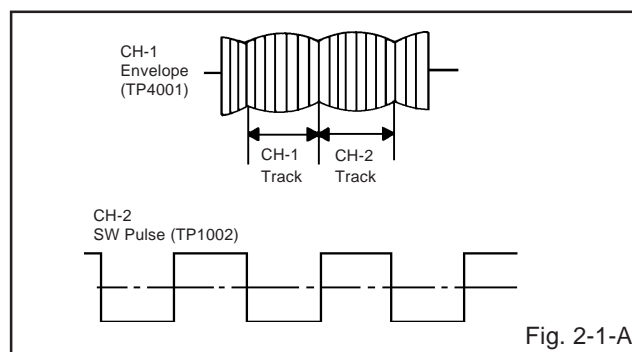 CH-1
Envelope
(TP4001)
CH-1
Track
CH-2
Track
CH-2
SW Pulse (TP1002)
Fig. 2-1-A